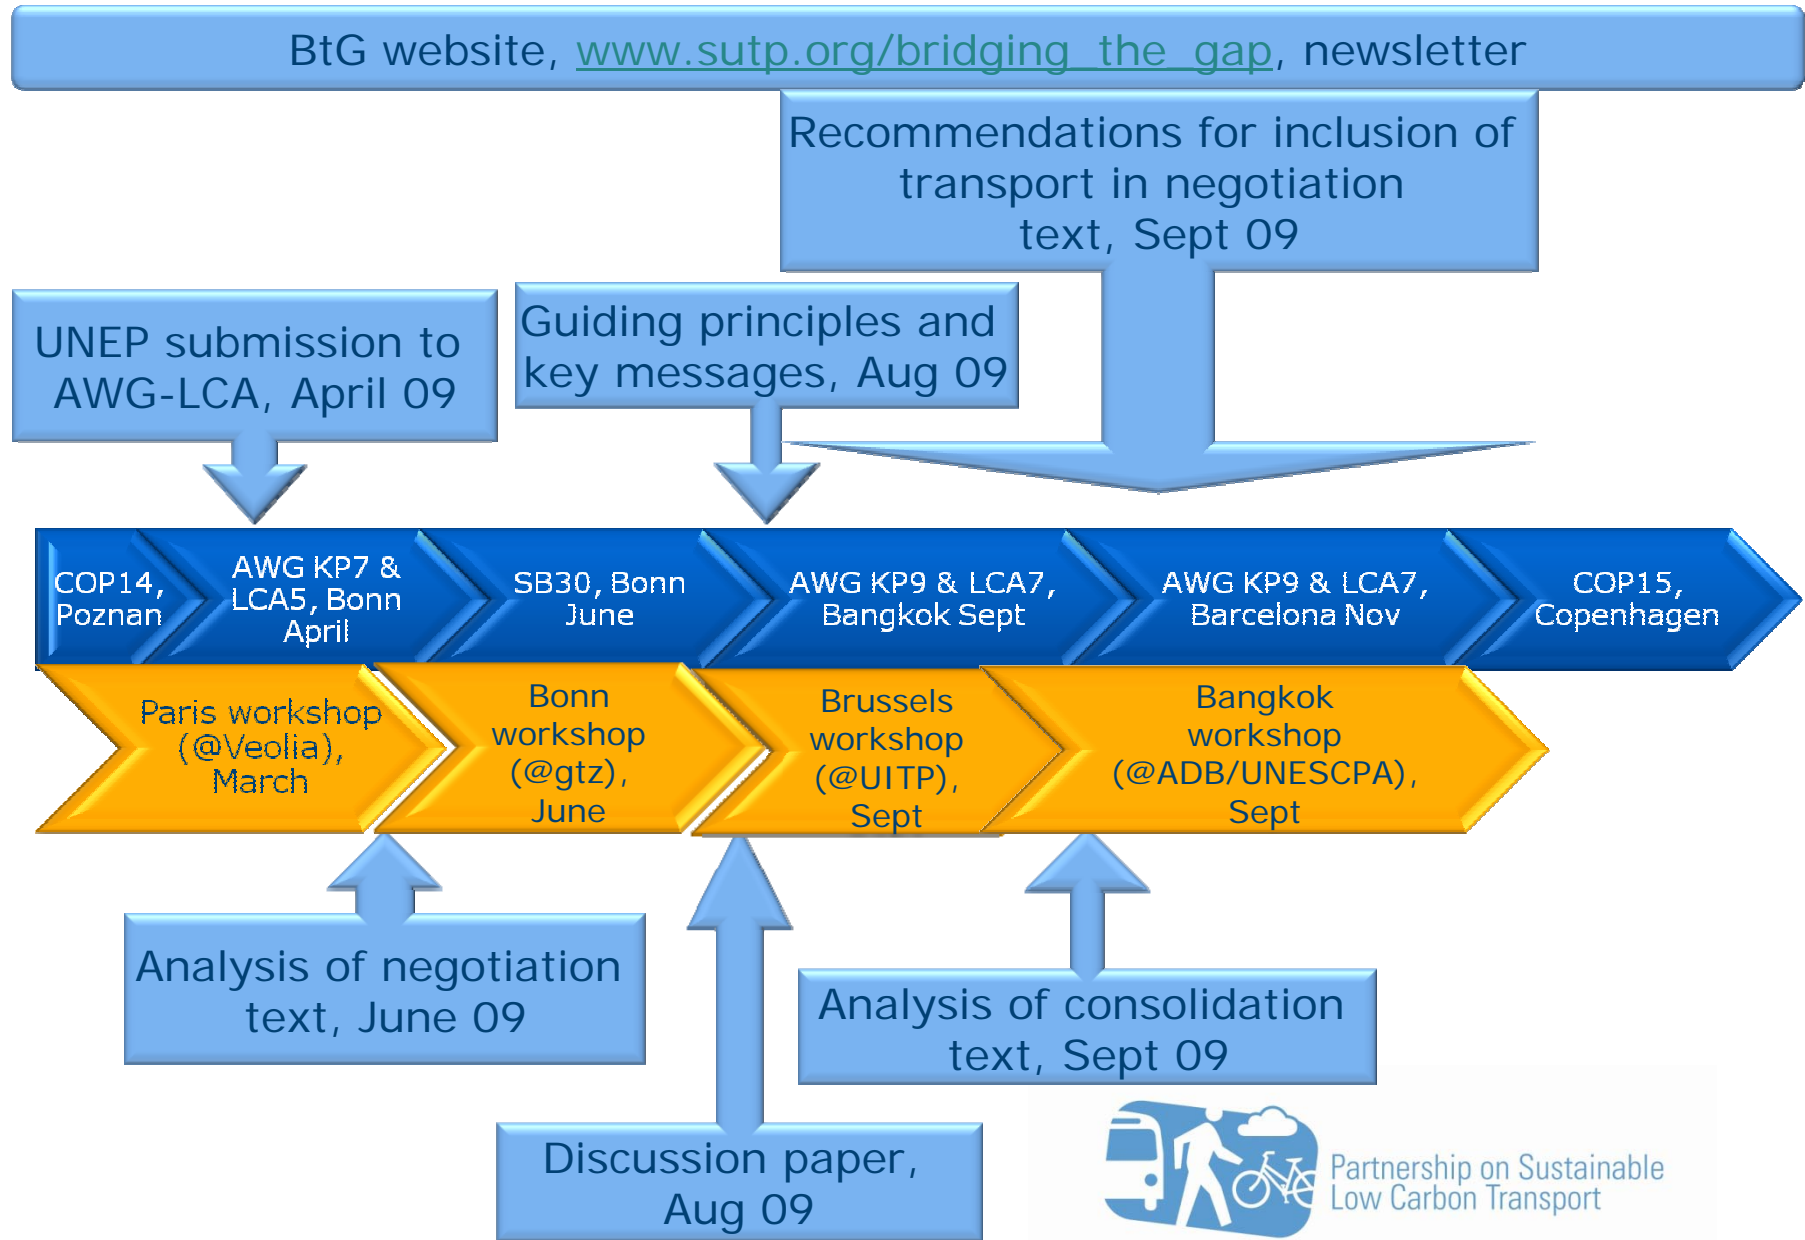 BtG website, www.sutp.org/bridging_the_gap, newsletter
Recommendations for inclusion of
transport in negotiation
text, Sept 09
UNEP submission to
AWG-LCA, April 09
Guiding principles and
key messages, Aug 09
COP14,
Poznan
AWG KP7 &
LCA5, Bonn
April
SB30, Bonn
June
AWG KP9 & LCA7,
Bangkok Sept
AWG KP9 & LCA7,
Barcelona Nov
COP15,
Copenhagen
Paris workshop
(@Veolia),
March
Bonn
workshop
(@gtz),
June
Brussels
workshop
(@UITP),
Sept
Bangkok
workshop
(@ADB/UNESCPA),
Sept
Analysis of negotiation
text, June 09
Analysis of consolidation
text, Sept 09
Discussion paper,
Aug 09
Partnership on Sustainable
Low Carbon Transport